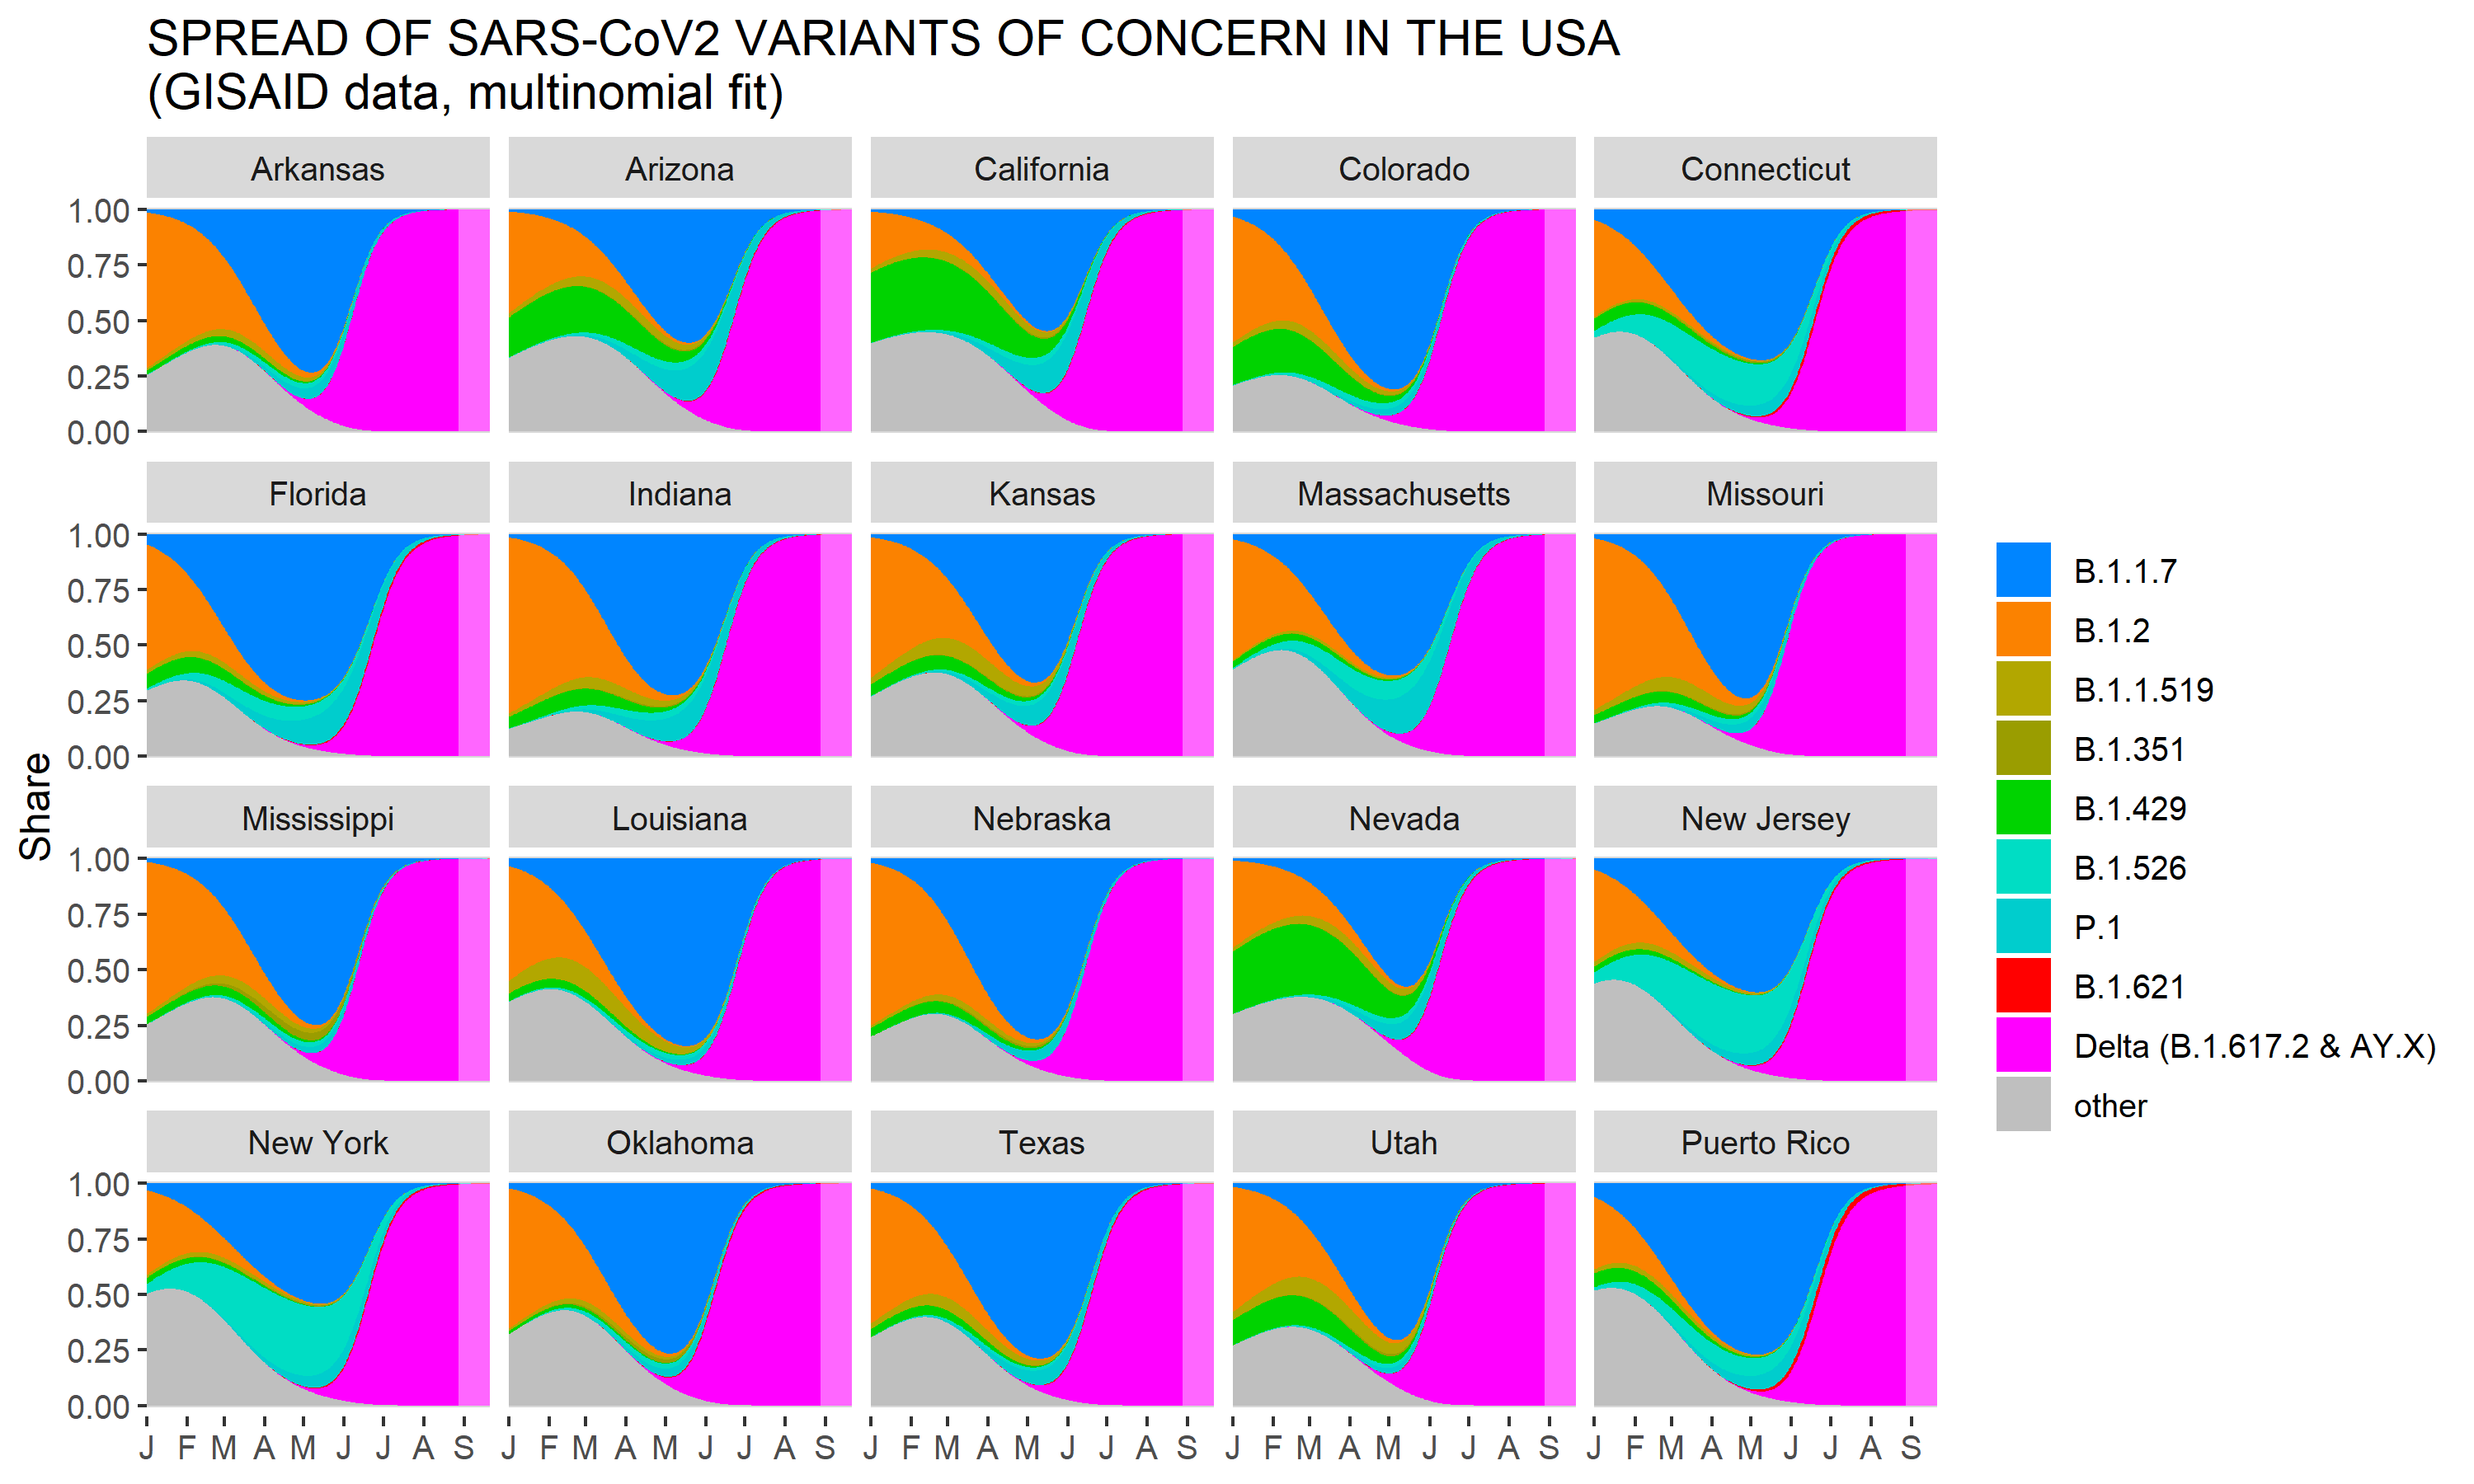 SPREAD OF SARS-CoV2 VARIANTS OF CONCERN IN THE USA
(GISAID data, multinomial fit)
Arkansas Arizona California Colorado Connecticut
1.00
0.75
0.50
0.25
0.00
Florida Indiana Kansas Massachusetts Missouri
1.00
0.75
0.50
0.25
0.00
Share
Mississippi Louisiana Nebraska Nevada New Jersey
1.00
0.75
0.50
0.25
0.00
New York Oklahoma Texas Utah Puerto Rico
1.00
0.75
0.50
0.25
0.00
J F M A M J J A S J F M A M J J A S J F M A M J J A S J F M A M J J A S J F M A M J J A S
B.1.1.7
B.1.2
B.1.1.519
B.1.351
B.1.429
B.1.526
P.1
B.1.621
Delta (B.1.617.2 & AY.X)
other